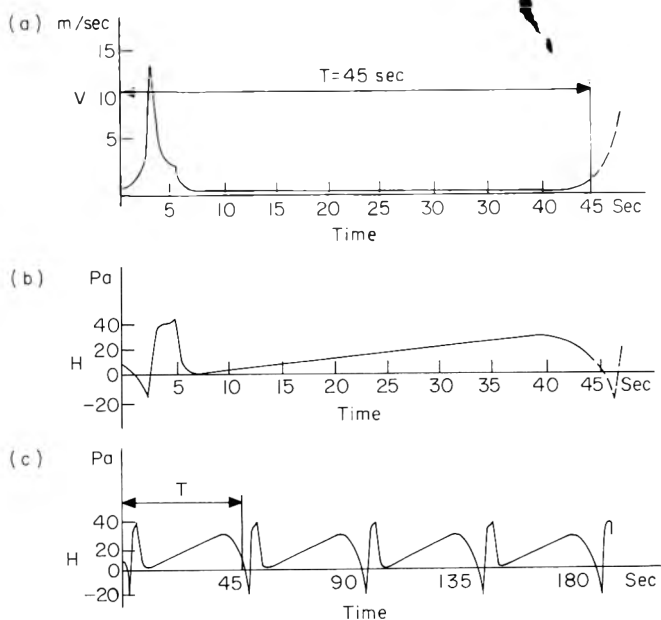 (a) m/sec
15
T=45 sec
V 10
5
5 10 15 20 25 30 30 40 45 Sec
Time
(b) Pa
40
20
H
0
5 10 15 20 25 30 35 40 45 Sec
-20
Time
(c) Pa
T
40
H 20
0
45 90 135 180 Sec
-20
Time